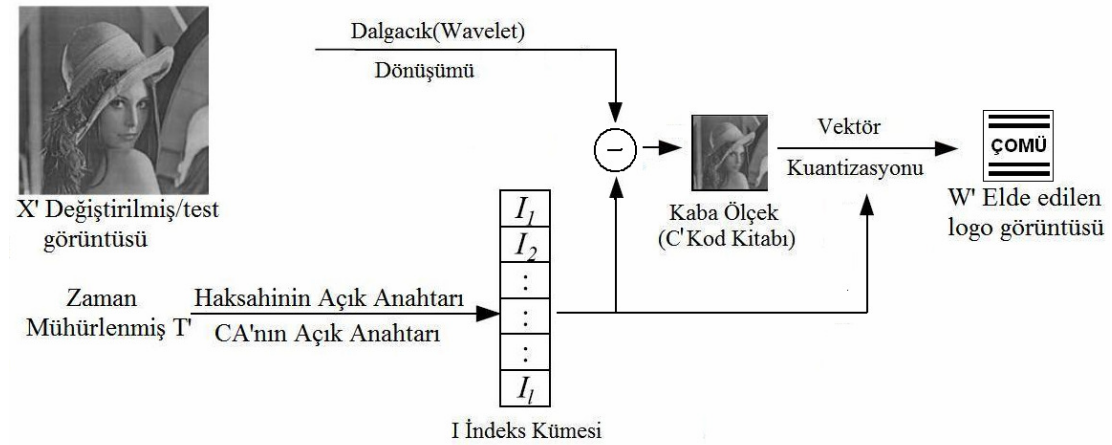 Dalgacık(Wavelet)
Dönüşümü
−
Vektör
Kuantizasyonu
ÇOMÜ
X' Değiştirilmiş/test
görüntüsü
Kaba Ölçek
(C'Kod Kitabı)
W' Elde edilen
logo görüntüsü
I1
I2
:
:
:
Il
Zaman
Mühürlenmiş T'
Haksahinin Açık Anahtarı
CA'nın Açık Anahtarı
I İndeks Kümesi